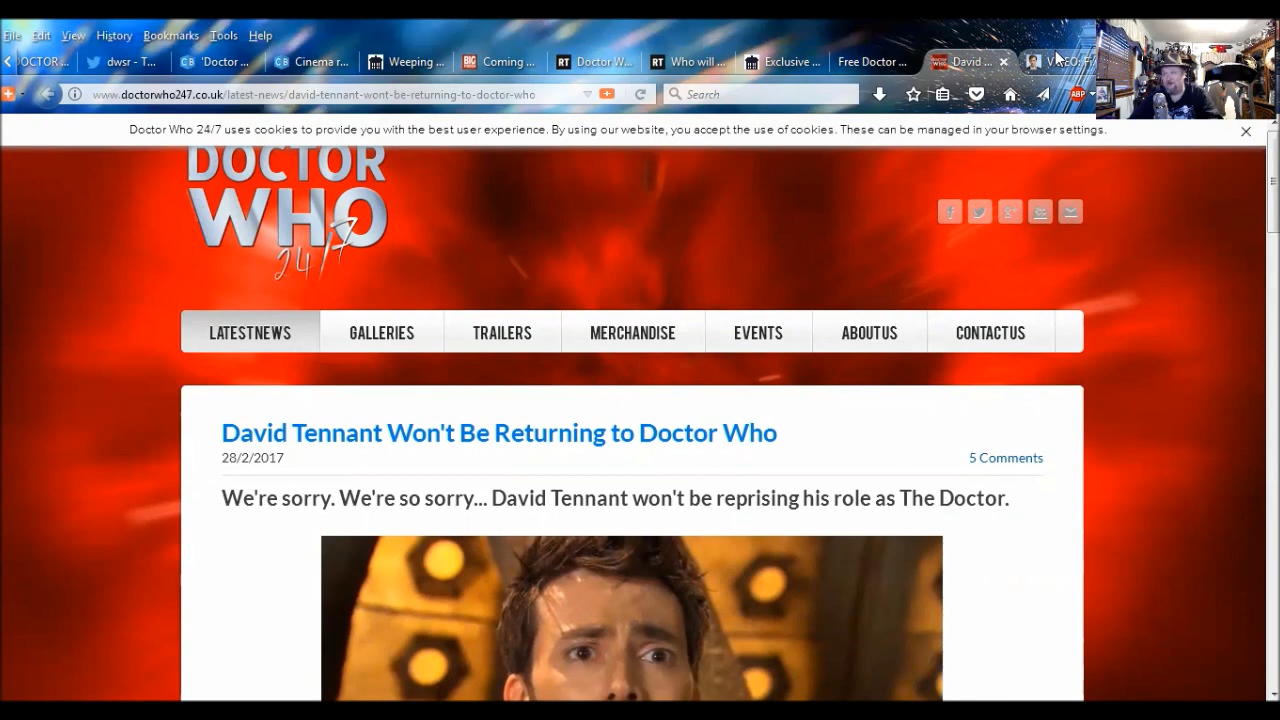 File Edit View History Bookmarks Tools Help
OCTOR ... dwsr - T... 'Doctor ... Cinema r... Weeping ... BIG Coming ... RT Doctor W... RT Who will ... Exclusive ... Free Doctor ... David ...
www.doctorwho247.co.uk/latest-news/david-tennant-wont-be-returning-to-doctor-who Search ABP
Doctor Who 24/7 uses cookies to provide you with the best user experience. By using our website, you accept the use of cookies. These can be managed in your browser settings.
DOCTOR
WHO
24/7
LATESTNEWS GALLERIES TRAILERS MERCHANDISE EVENTS ABOUTUS CONTACTUS
David Tennant Won't Be Returning to Doctor Who
28/2/2017 5 Comments
We're sorry. We're so sorry... David Tennant won't be reprising his role as The Doctor.